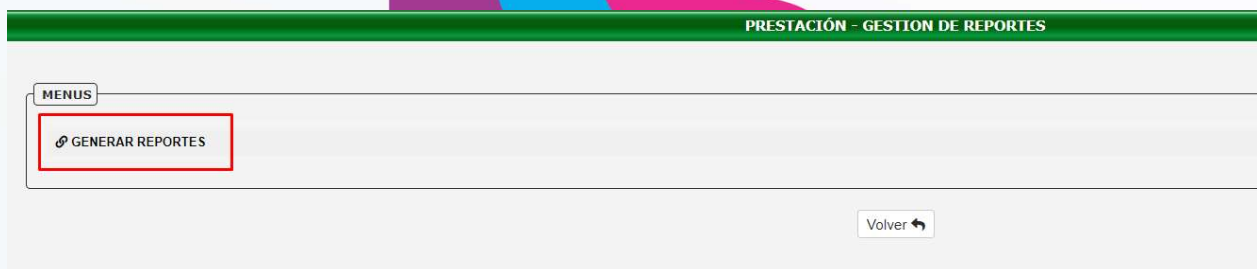 PRESTACIÓN - GESTION DE REPORTES
MENUS
GENERAR REPORTES
Volver